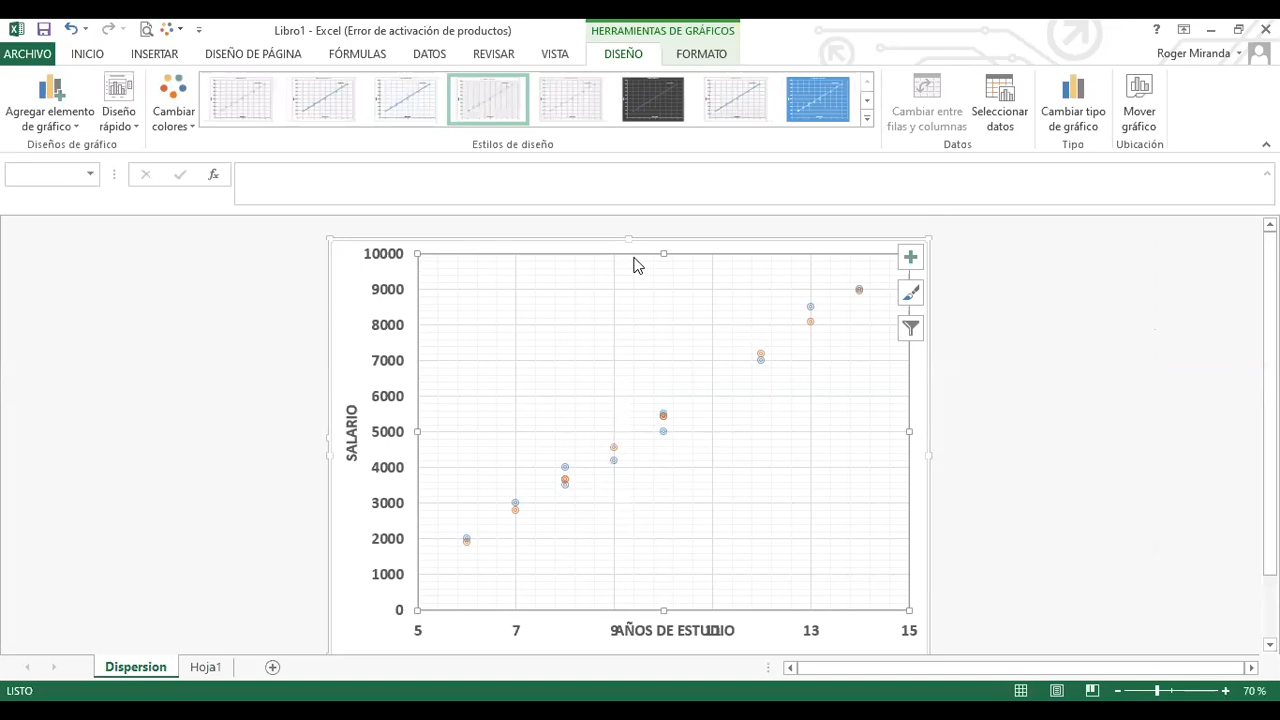 Libro1 - Excel (Error de activación de productos)
HERRAMIENTAS DE GRÁFICOS
?
ARCHIVO INICIO INSERTAR DISEÑO DE PÁGINA FÓRMULAS DATOS REVISAR VISTA DISEÑO FORMATO Roger Miranda
Agregar elemento de gráfico
Diseño rápido
Cambiar colores
Cambiar entre filas y columnas
Seleccionar datos
Cambiar tipo de gráfico
Mover gráfico
Diseños de gráfico Estilos de diseño Datos Tipo Ubicación
fx
10000
9000
8000
7000
6000
5000
4000
3000
2000
1000
0
SALARIO
5 7 9 11 13 15
AÑOS DE ESTUDIO
Dispersion Hoja1
LISTO 70 %